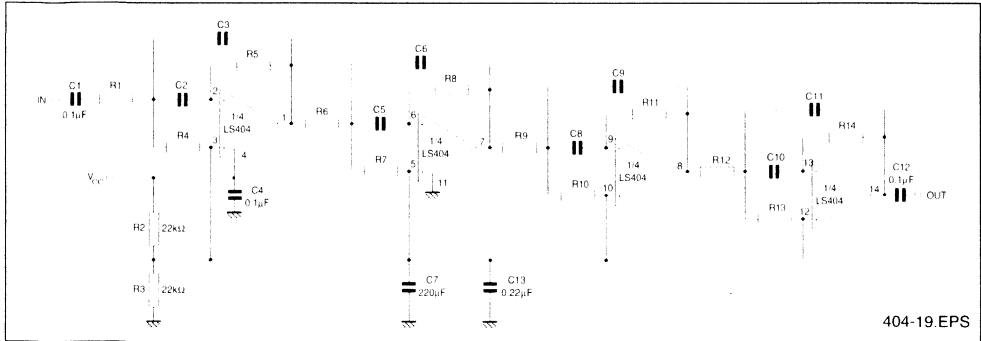 C3
R5
C1
R1
C2
IN
0.1µF
2
1/4
LS404
1
R4
3
4
VCC
C4
0.1µF
R2
22kΩ
R3
22kΩ
C6
R8
R6
C5
6
1/4
LS404
7
R7
5
11
C7
220µF
C13
0.22µF
C9
R11
R9
C8
9
1/4
LS404
8
R10
10
C11
R14
R12
C10
13
1/4
LS404
C12
0.1µF
14
OUT
R13
12
404-19.EPS